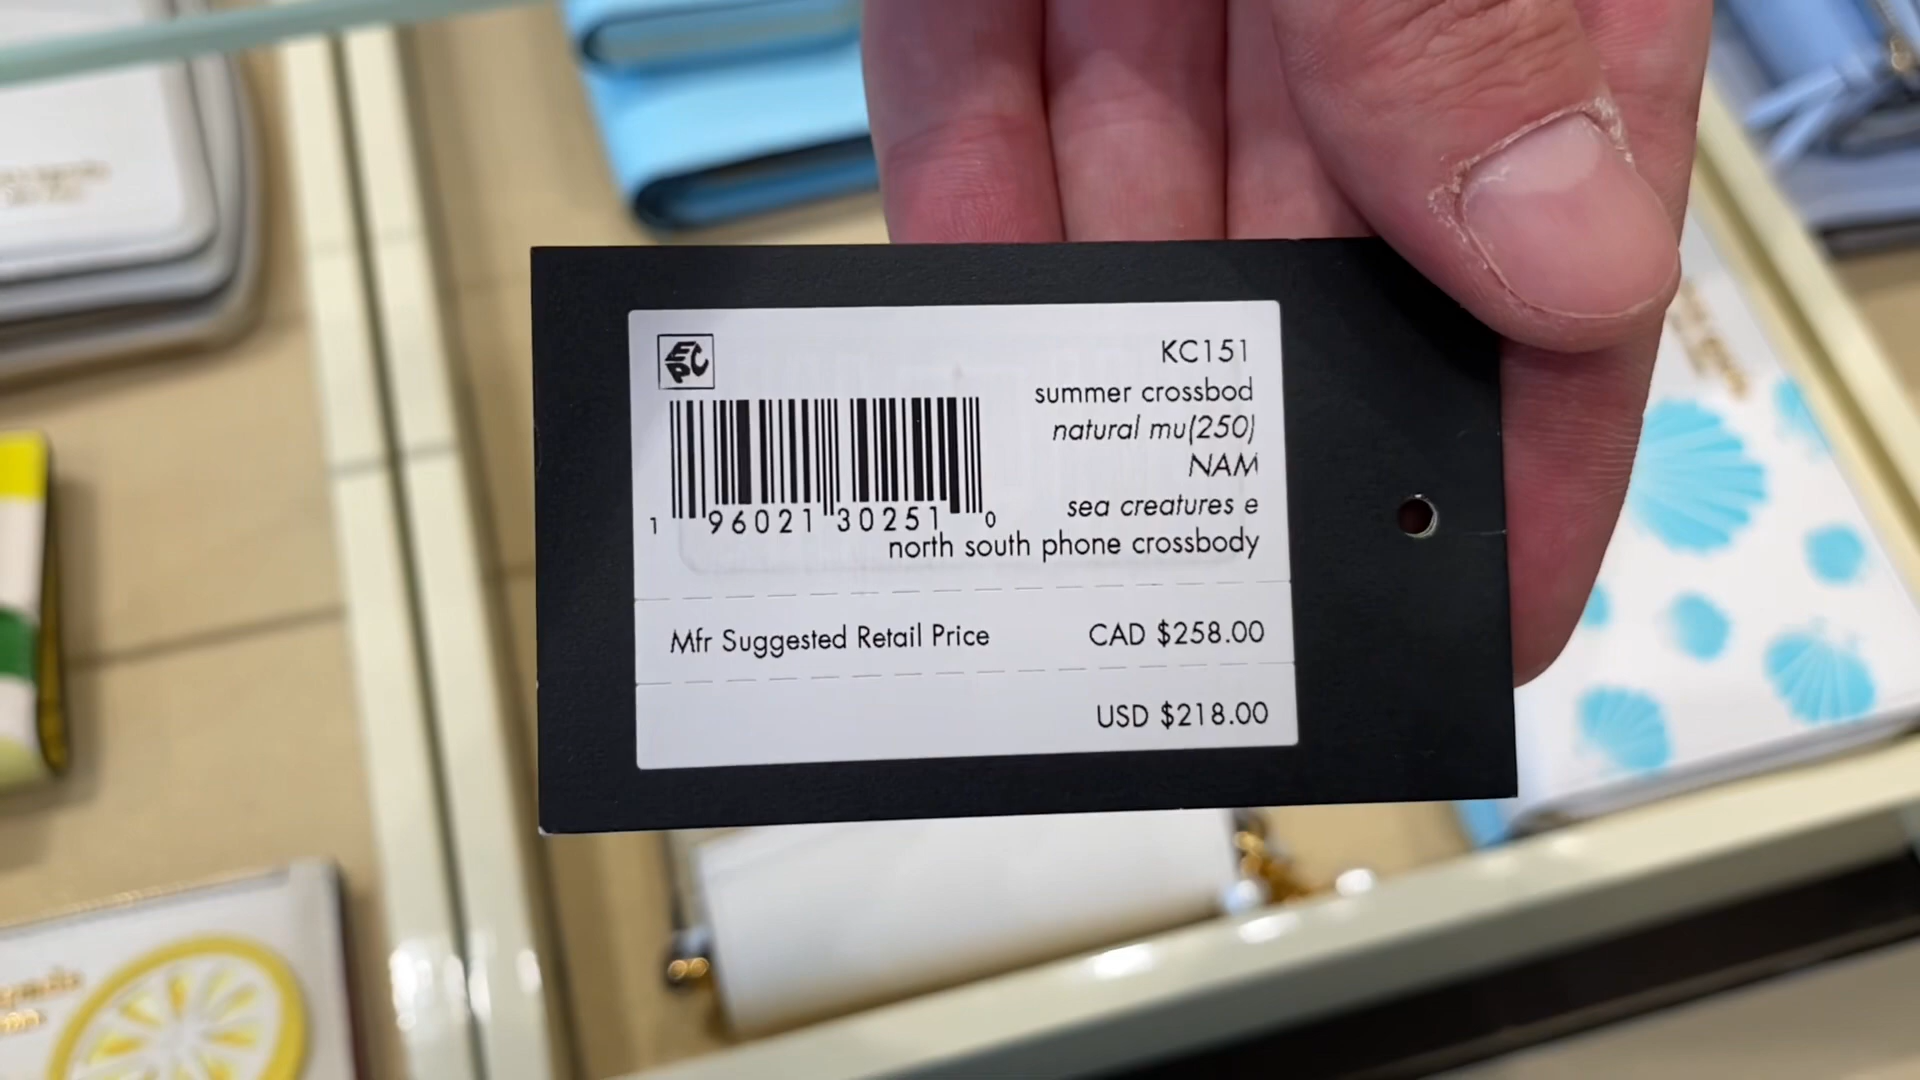 EPC
KC151
summer crossbod
natural mu(250)
NAM
sea creatures e
1 96021 30251 0
north south phone crossbody
Mfr Suggested Retail Price CAD $258.00
USD $218.00